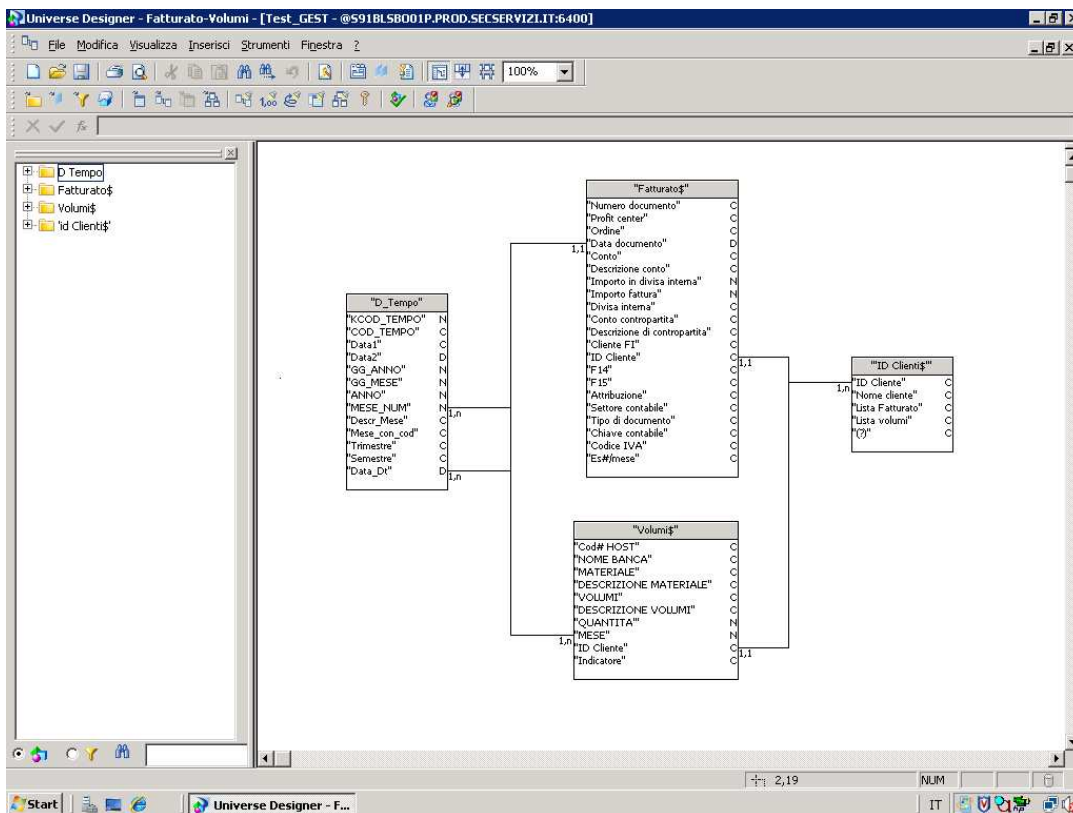 Universe Designer - Fatturato-Volumi - [Test_GEST - @S91BLSBO01P.PROD.SECSERVIZI.IT:6400]
File Modifica Visualizza Inserisci Strumenti Finestra ?
100%
D Tempo
Fatturato$
Volumi$
'id Clienti$'
"Fatturato$"
"Numero documento" C
"Profit center" C
"Ordine" C
"Data documento" D
"Conto" C
"Descrizione conto" C
"Importo in divisa interna" N
"Importo fattura" N
"Divisa interna" C
"Conto contropartita" C
"Descrizione di contropartita" C
"Cliente FI" C
"ID Cliente" C
"F14" C
"F15" C
"Attribuzione" C
"Settore contabile" C
"Tipo di documento" C
"Chiave contabile" C
"Codice IVA" C
"Es#/mese" C
1,1
1,1
"D_Tempo"
"KCOD_TEMPO" N
"COD_TEMPO" C
"Data1" C
"Data2" D
"GG_ANNO" N
"GG_MESE" N
"ANNO" N
"MESE_NUM" N
"Descr_Mese" C
"Mese_con_cod" C
"Trimestre" C
"Semestre" C
"Data_Dt" D
1,n
1,n
"'ID Clienti$'"
"ID Cliente" C
"Nome cliente" C
"Lista Fatturato" C
"Lista volumi" C
"(?)" C
1,n
"Volumi$"
"Cod# HOST" C
"NOME BANCA" C
"MATERIALE" C
"DESCRIZIONE MATERIALE" C
"VOLUMI" C
"DESCRIZIONE VOLUMI" C
"QUANTITA'" N
"MESE" N
"ID Cliente" C
"Indicatore" C
1,n
1,1
2,19 NUM
Start Universe Designer - F... IT